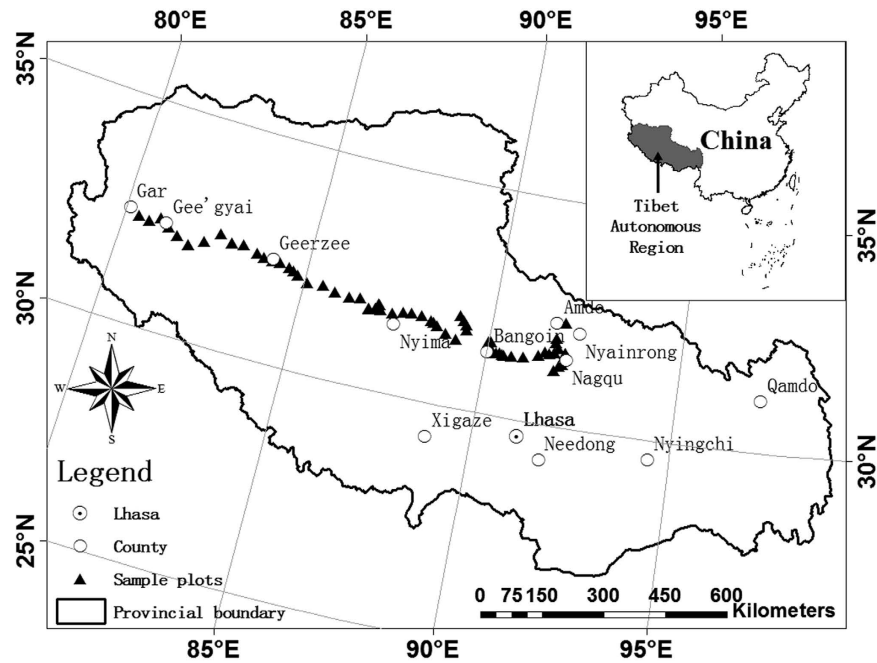 80°E 85°E 90°E 95°E
35°N
China
Tibet
Autonomous
Region
35°N
Gar
Gee'gyai
Geerzee
30°N
Amdo
Nyima
Bangoin
Nyainrong
Nagqu
N
W E
S
Qamdo
Xigaze
Lhasa
Needong
Nyingchi
30°N
Legend
Lhasa
County
Sample plots
Provincial boundary
25°N
0 75 150 300 450 600
Kilometers
85°E 90°E 95°E